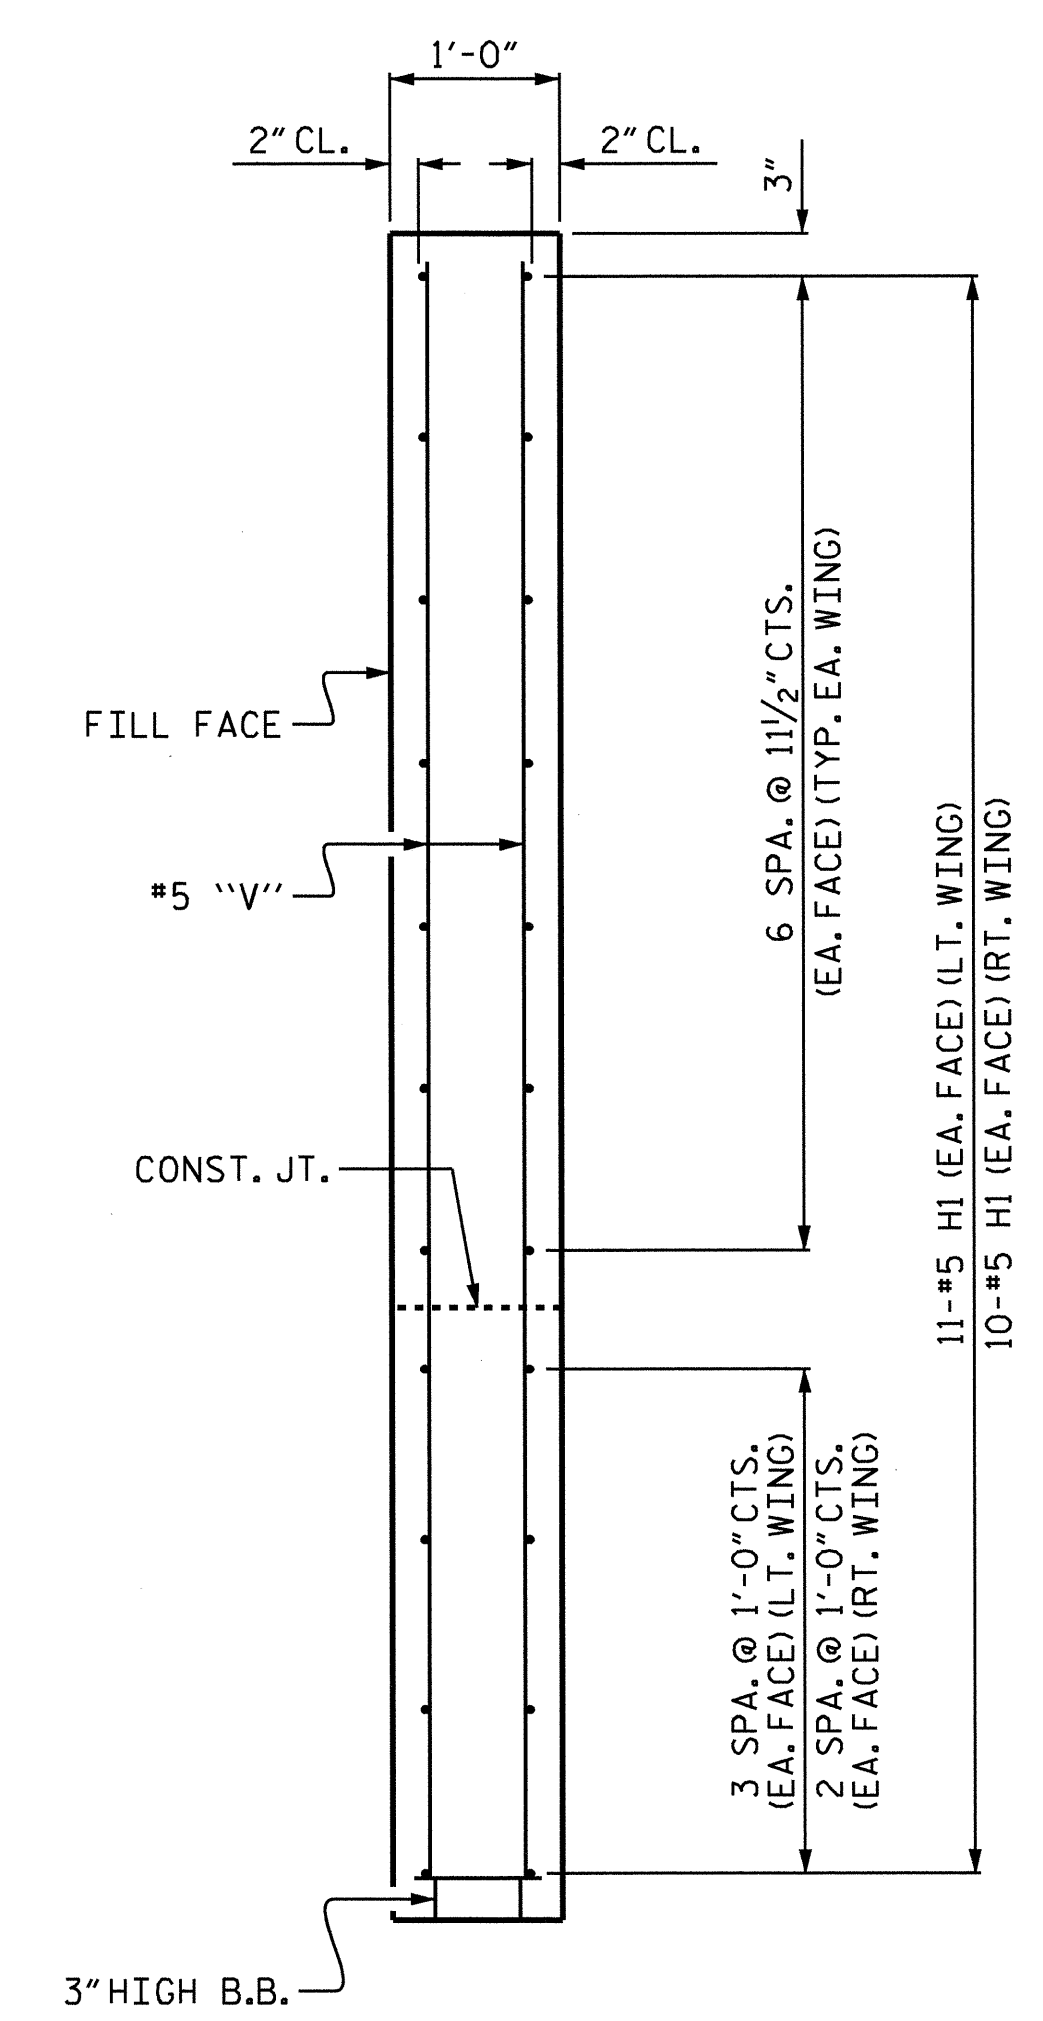 1'-0"
2" CL.
2" CL.
3"
6 SPA. @ 11 1/2" CTS.
(EA. FACE) (TYP. EA. WING)
FILL FACE
#5 "V"
11-#5 H1 (EA. FACE) (LT. WING)
10-#5 H1 (EA. FACE) (RT. WING)
CONST. JT.
3 SPA. @ 1'-0" CTS.
(EA. FACE) (LT. WING)
2 SPA. @ 1'-0" CTS.
(EA. FACE) (RT. WING)
3" HIGH B.B.